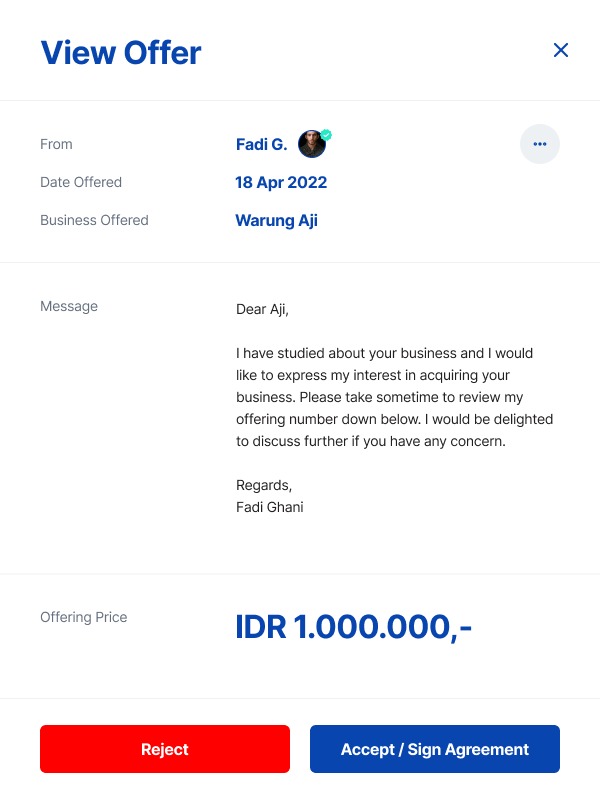 View Offer
From
Fadi G.
Date Offered
18 Apr 2022
Business Offered
Warung Aji
Message
Dear Aji,
I have studied about your business and I would
like to express my interest in acquiring your
business. Please take sometime to review my
offering number down below. I would be delighted
to discuss further if you have any concern.
Regards,
Fadi Ghani
Offering Price
IDR 1.000.000,-
Reject
Accept / Sign Agreement